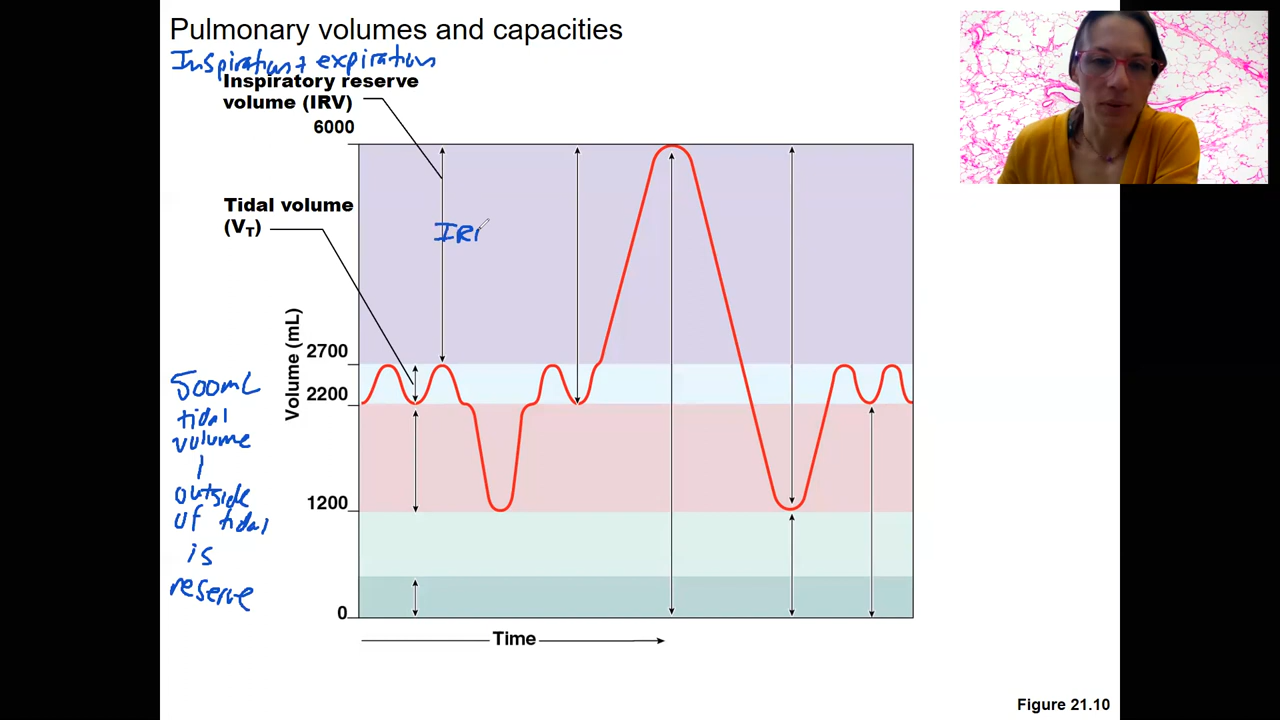 Pulmonary volumes and capacities
Inspiration + expiration
Inspiratory reserve
volume (IRV)
6000
Tidal volume
(VT)
IRV
Volume (mL)
2700
2200
1200
0
500mL
tidal
volume
outside
of tidal
is
reserve
Time
Figure 21.10